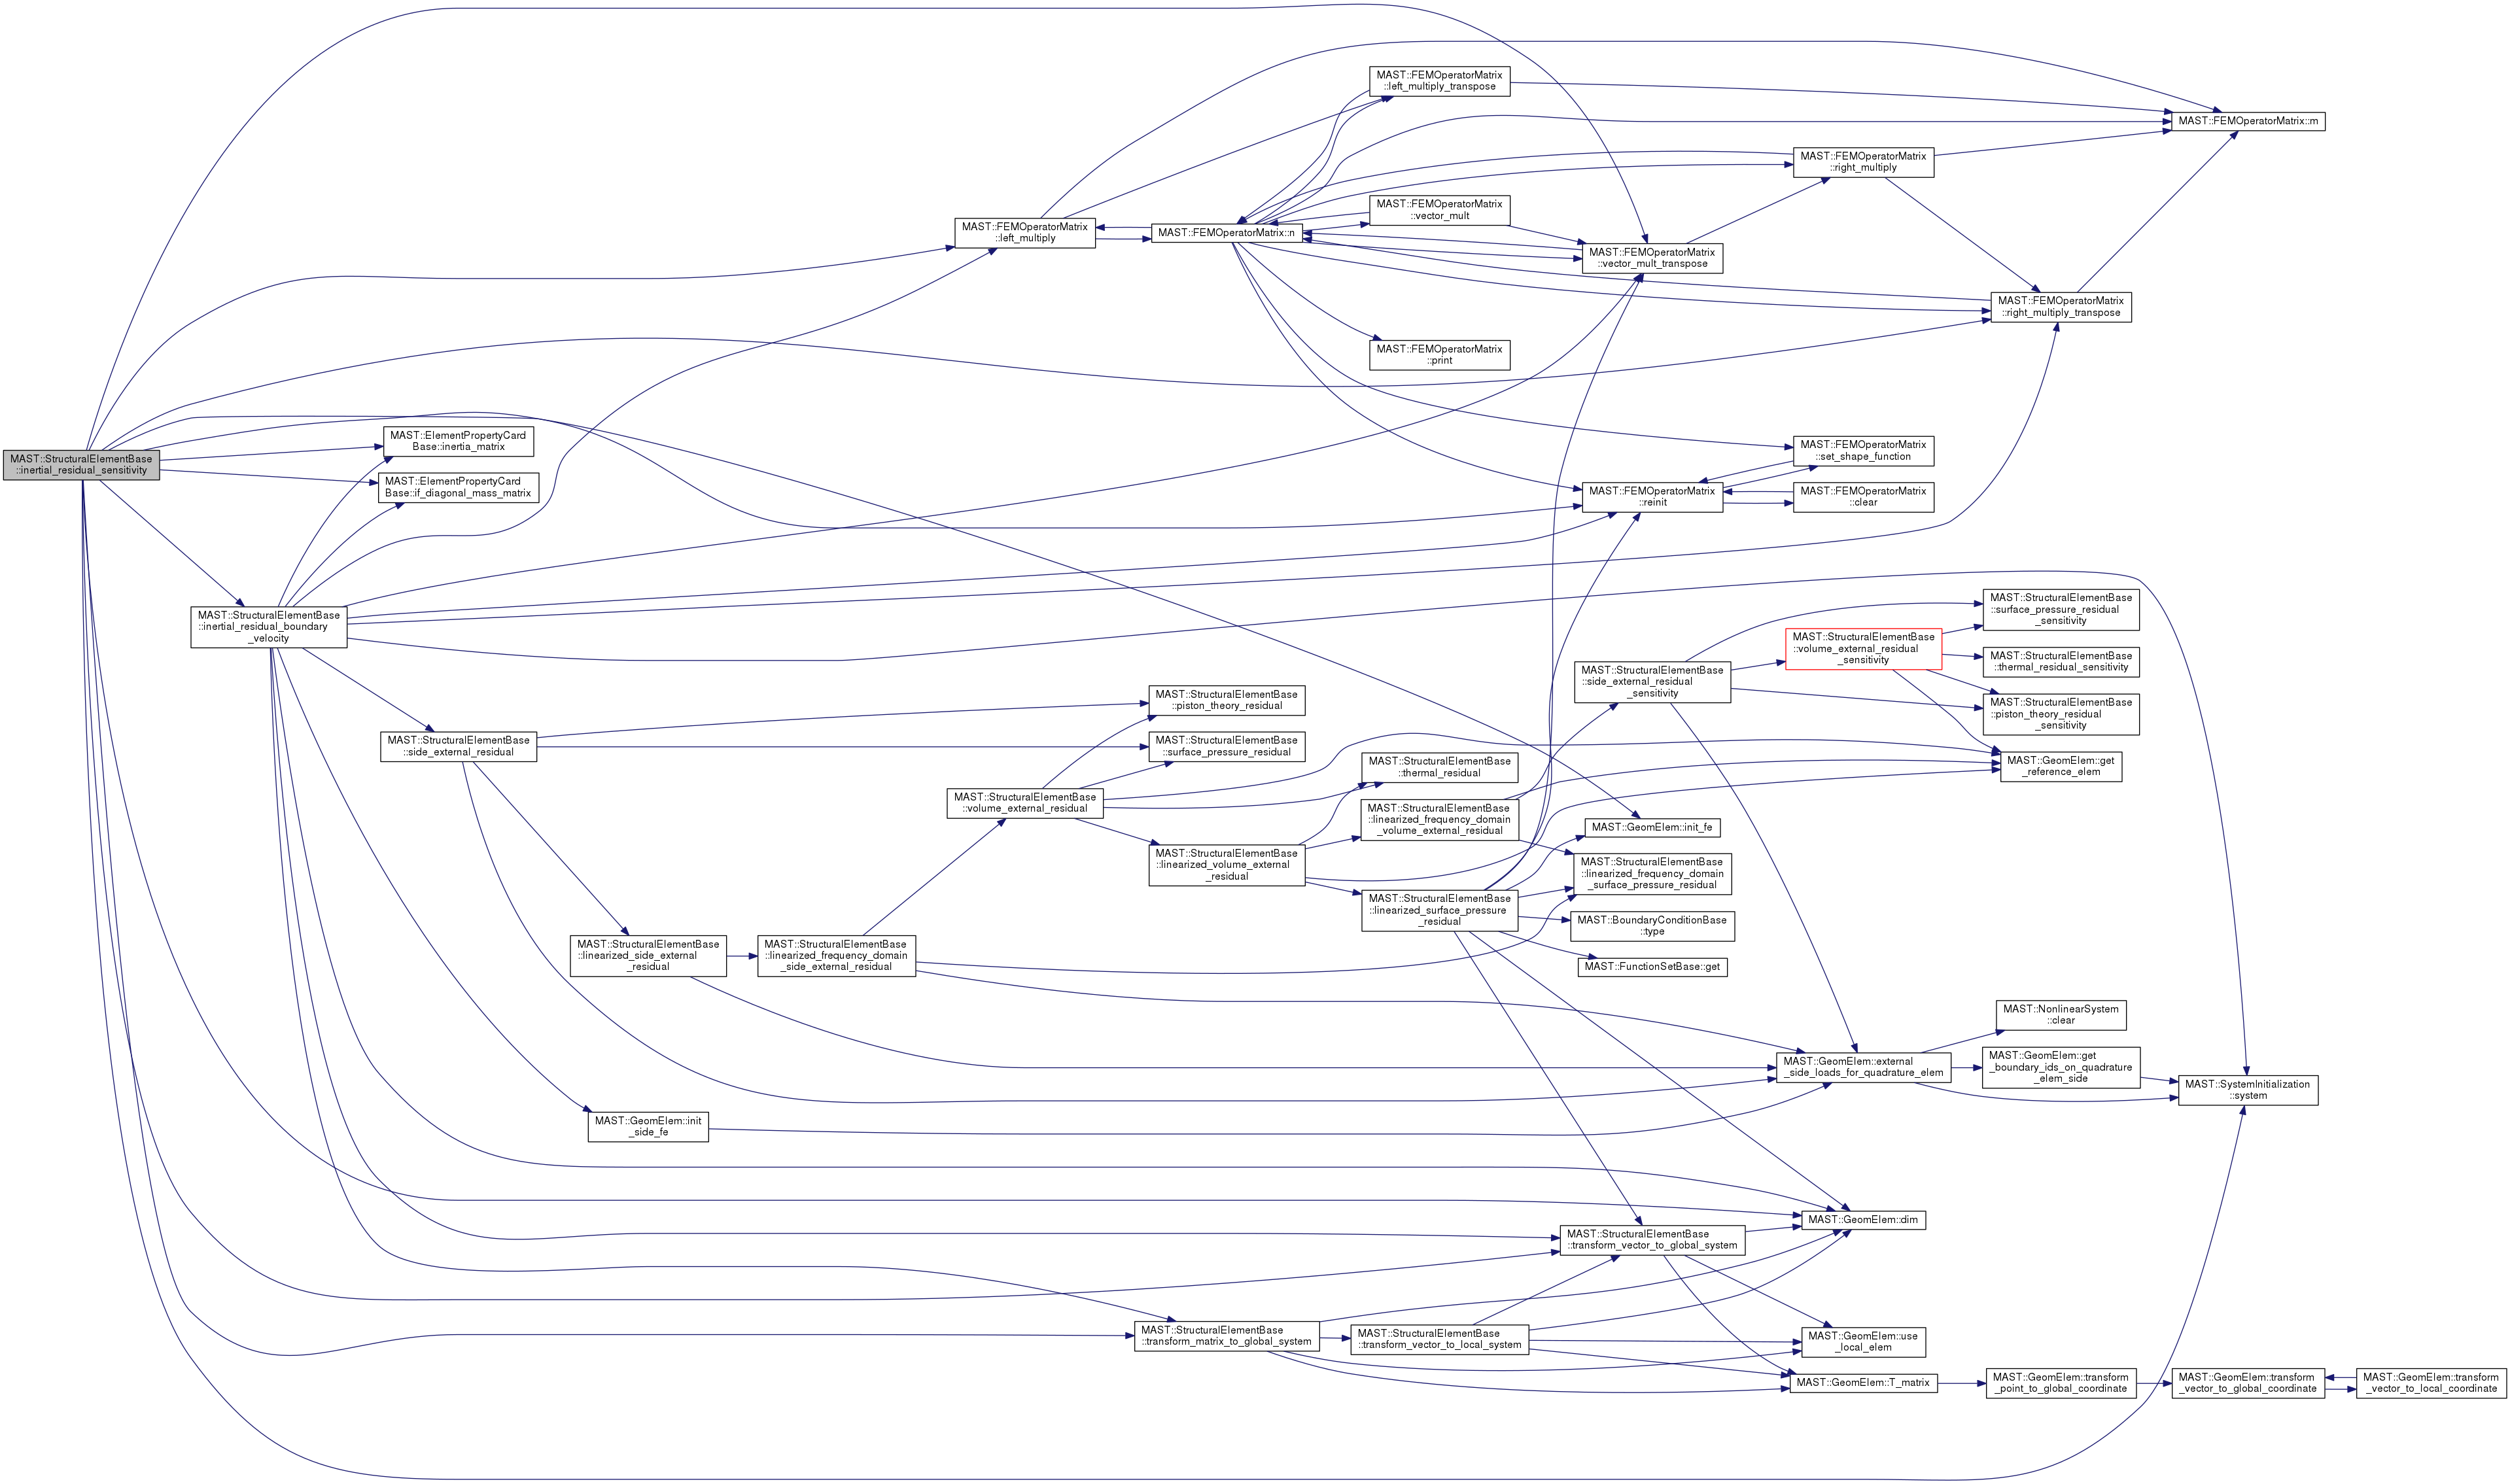 MAST::StructuralElementBase
::inertial_residual_sensitivity
MAST::ElementPropertyCard
Base::inertia_matrix
MAST::ElementPropertyCard
Base::if_diagonal_mass_matrix
MAST::StructuralElementBase
::inertial_residual_boundary
_velocity
MAST::StructuralElementBase
::side_external_residual
MAST::StructuralElementBase
::piston_theory_residual
MAST::StructuralElementBase
::surface_pressure_residual
MAST::StructuralElementBase
::linearized_side_external
_residual
MAST::GeomElem::init
_side_fe
MAST::StructuralElementBase
::linearized_frequency_domain
_side_external_residual
MAST::StructuralElementBase
::volume_external_residual
MAST::FEMOperatorMatrix
::left_multiply
MAST::FEMOperatorMatrix::n
MAST::FEMOperatorMatrix
::left_multiply_transpose
MAST::FEMOperatorMatrix
::vector_mult
MAST::FEMOperatorMatrix
::print
MAST::FEMOperatorMatrix
::vector_mult_transpose
MAST::FEMOperatorMatrix
::right_multiply
MAST::FEMOperatorMatrix::m
MAST::FEMOperatorMatrix
::right_multiply_transpose
MAST::FEMOperatorMatrix
::set_shape_function
MAST::FEMOperatorMatrix
::reinit
MAST::FEMOperatorMatrix
::clear
MAST::StructuralElementBase
::linearized_volume_external
_residual
MAST::StructuralElementBase
::thermal_residual
MAST::StructuralElementBase
::linearized_frequency_domain
_volume_external_residual
MAST::StructuralElementBase
::linearized_surface_pressure
_residual
MAST::StructuralElementBase
::side_external_residual
_sensitivity
MAST::StructuralElementBase
::volume_external_residual
_sensitivity
MAST::StructuralElementBase
::surface_pressure_residual
_sensitivity
MAST::StructuralElementBase
::thermal_residual_sensitivity
MAST::StructuralElementBase
::piston_theory_residual
_sensitivity
MAST::GeomElem::get
_reference_elem
MAST::GeomElem::init_fe
MAST::StructuralElementBase
::linearized_frequency_domain
_surface_pressure_residual
MAST::BoundaryConditionBase
::type
MAST::FunctionSetBase::get
MAST::GeomElem::external
_side_loads_for_quadrature_elem
MAST::NonlinearSystem
::clear
MAST::GeomElem::get
_boundary_ids_on_quadrature
_elem_side
MAST::SystemInitialization
::system
MAST::GeomElem::dim
MAST::StructuralElementBase
::transform_vector_to_global_system
MAST::StructuralElementBase
::transform_matrix_to_global_system
MAST::StructuralElementBase
::transform_vector_to_local_system
MAST::GeomElem::use
_local_elem
MAST::GeomElem::T_matrix
MAST::GeomElem::transform
_point_to_global_coordinate
MAST::GeomElem::transform
_vector_to_global_coordinate
MAST::GeomElem::transform
_vector_to_local_coordinate